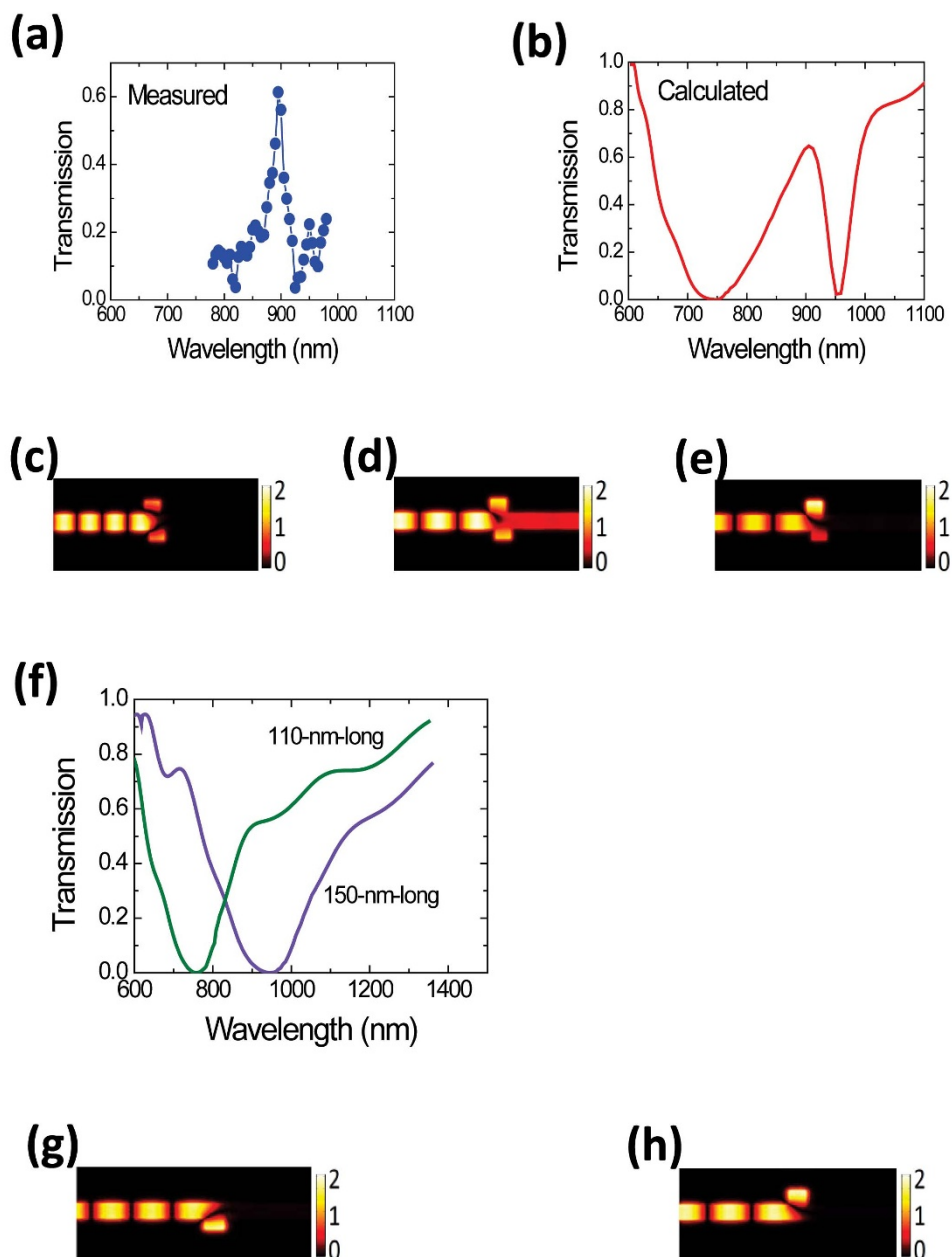 (a)
Measured
Transmission
0.6
0.4
0.2
0.0
600 700 800 900 1000 1100
Wavelength (nm)
(b)
Calculated
Transmission
1.0
0.8
0.6
0.4
0.2
0.0
600 700 800 900 1000 1100
Wavelength (nm)
(c)
2
1
0
(d)
2
1
0
(e)
2
1
0
(f)
Transmission
1.0
0.8
0.6
0.4
0.2
0.0
110-nm-long
150-nm-long
600 800 1000 1200 1400
Wavelength (nm)
(g)
2
1
0
(h)
2
1
0